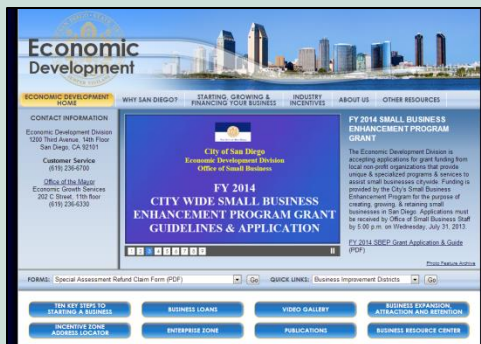 Economic
Development
ECONOMIC DEVELOPMENT
HOME
WHY SAN DIEGO?
STARTING, GROWING &
FINANCING YOUR BUSINESS
INDUSTRY
INCENTIVES
ABOUT US
OTHER RESOURCES
CONTACT INFORMATION
Economic Development Division
1200 Third Avenue, 14th Floor
San Diego, CA 92101
Customer Service
(619) 236-6700
Office of the Mayor
Economic Growth Services
202 C Street, 11th floor
(619) 236-6330
City of San Diego
Economic Development Division
Office of Small Business
FY 2014
CITY WIDE SMALL BUSINESS
ENHANCEMENT PROGRAM GRANT
GUIDELINES & APPLICATION
1 2 3 4 5 6 7 8 9
FY 2014 SMALL BUSINESS
ENHANCEMENT PROGRAM
GRANT
The Economic Development Division is
accepting applications for grant funding from
local non-profit organizations that provide
unique & specialized programs & services to
assist small businesses citywide. Funding is
provided by the City's Small Business
Enhancement Program for the purpose of
creating, growing, & retaining small
businesses in San Diego. Applications must
be received by Office of Small Business Staff
by 5:00 p.m. on Wednesday, July 31, 2013.
FY 2014 SBEP Grant Application & Guide
(PDF)
Photo Feature Archive
FORMS: Special Assessment Refund Claim Form (PDF) Go QUICK LINKS: Business Improvement Districts Go
TEN KEY STEPS TO
STARTING A BUSINESS
BUSINESS LOANS
VIDEO GALLERY
BUSINESS EXPANSION,
ATTRACTION AND RETENTION
INCENTIVE ZONE
ADDRESS LOCATOR
ENTERPRISE ZONE
PUBLICATIONS
BUSINESS RESOURCE CENTER